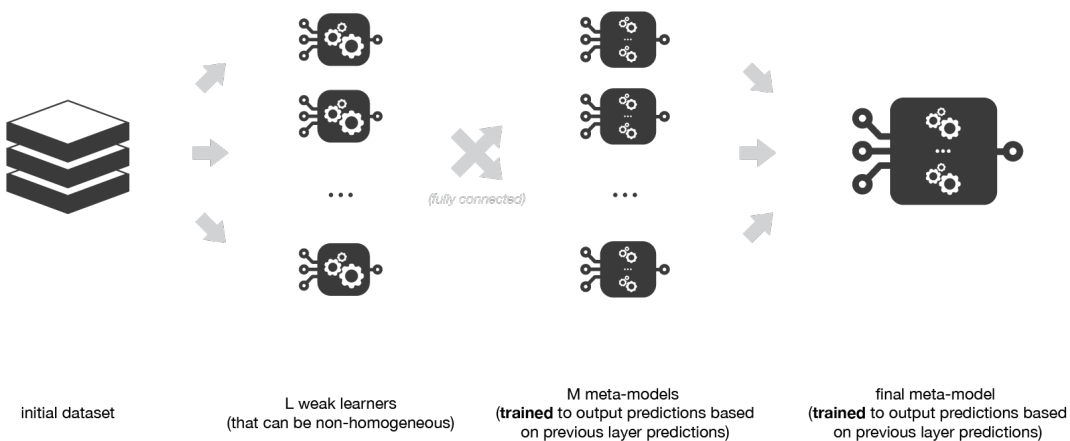 (fully connected)
initial dataset
L weak learners
(that can be non-homogeneous)
M meta-models
(trained to output predictions based
on previous layer predictions)
final meta-model
(trained to output predictions based
on previous layer predictions)